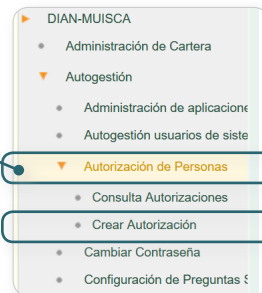 DIAN-MUISCA
Administración de Cartera
Autogestión
Administración de aplicacione
Autogestión usuarios de siste
Autorización de Personas
Consulta Autorizaciones
Crear Autorización
Cambiar Contraseña
Configuración de Preguntas S